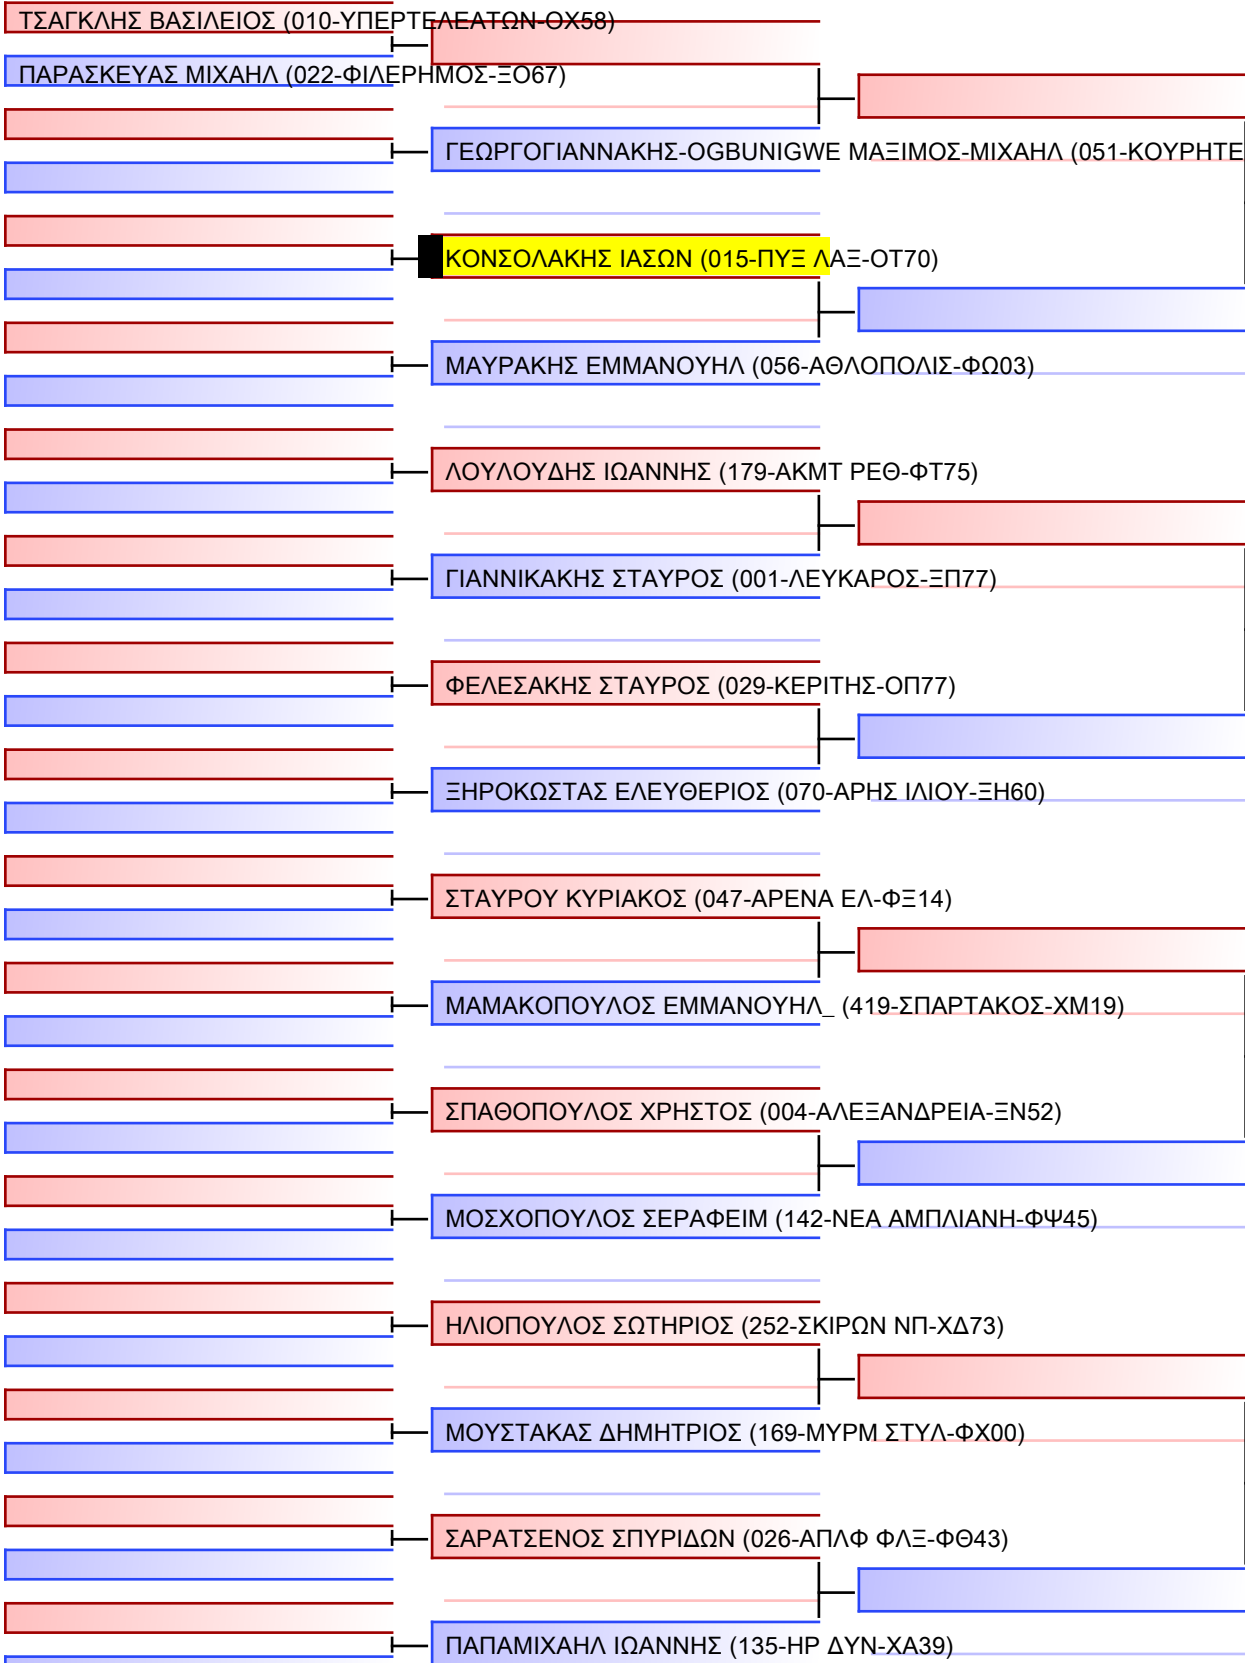 ΤΣΑΓΚΛΗΣ ΒΑΣΙΛΕΙΟΣ (010-ΥΠΕΡΤΕΛΕΑΤΩΝ-ΟΧ58)
ΠΑΡΑΣΚΕΥΑΣ ΜΙΧΑΗΛ (022-ΦΙΛΕΡΗΜΟΣ-ΞΟ67)
ΓΕΩΡΓΟΓΙΑΝΝΑΚΗΣ-OGBUNIGWE ΜΑΞΙΜΟΣ-ΜΙΧΑΗΛ (051-ΚΟΥΡΗΤΕ
ΚΟΝΣΟΛΑΚΗΣ ΙΑΣΩΝ (015-ΠΥΞ ΛΑΞ-ΟΤ70)
ΜΑΥΡΑΚΗΣ ΕΜΜΑΝΟΥΗΛ (056-ΑΘΛΟΠΟΛΙΣ-ΦΩ03)
ΛΟΥΛΟΥΔΗΣ ΙΩΑΝΝΗΣ (179-ΑΚΜΤ ΡΕΘ-ΦΤ75)
ΓΙΑΝΝΙΚΑΚΗΣ ΣΤΑΥΡΟΣ (001-ΛΕΥΚΑΡΟΣ-ΞΠ77)
ΦΕΛΕΣΑΚΗΣ ΣΤΑΥΡΟΣ (029-ΚΕΡΙΤΗΣ-ΟΠ77)
ΞΗΡΟΚΩΣΤΑΣ ΕΛΕΥΘΕΡΙΟΣ (070-ΑΡΗΣ ΙΛΙΟΥ-ΞΗ60)
ΣΤΑΥΡΟΥ ΚΥΡΙΑΚΟΣ (047-ΑΡΕΝΑ ΕΛ-ΦΞ14)
ΜΑΜΑΚΟΠΟΥΛΟΣ ΕΜΜΑΝΟΥΗΛ_ (419-ΣΠΑΡΤΑΚΟΣ-ΧΜ19)
ΣΠΑΘΟΠΟΥΛΟΣ ΧΡΗΣΤΟΣ (004-ΑΛΕΞΑΝΔΡΕΙΑ-ΞΝ52)
ΜΟΣΧΟΠΟΥΛΟΣ ΣΕΡΑΦΕΙΜ (142-ΝΕΑ ΑΜΠΛΙΑΝΗ-ΦΨ45)
ΗΛΙΟΠΟΥΛΟΣ ΣΩΤΗΡΙΟΣ (252-ΣΚΙΡΩΝ ΝΠ-ΧΔ73)
ΜΟΥΣΤΑΚΑΣ ΔΗΜΗΤΡΙΟΣ (169-ΜΥΡΜ ΣΤΥΛ-ΦΧ00)
ΣΑΡΑΤΣΕΝΟΣ ΣΠΥΡΙΔΩΝ (026-ΑΠΛΦ ΦΛΞ-ΦΘ43)
ΠΑΠΑΜΙΧΑΗΛ ΙΩΑΝΝΗΣ (135-ΗΡ ΔΥΝ-ΧΑ39)